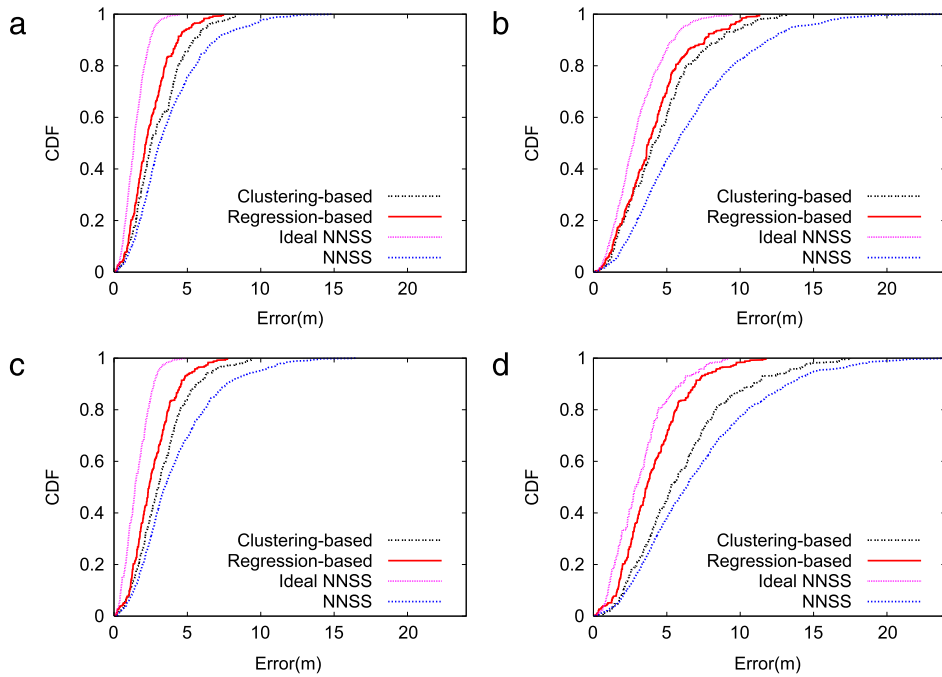 a
CDF
1
0.8
0.6
0.4
0.2
0
Clustering-based
Regression-based
Ideal NNSS
NNSS
0 5 10 15 20
Error(m)
b
CDF
1
0.8
0.6
0.4
0.2
0
Clustering-based
Regression-based
Ideal NNSS
NNSS
0 5 10 15 20
Error(m)
c
CDF
1
0.8
0.6
0.4
0.2
0
Clustering-based
Regression-based
Ideal NNSS
NNSS
0 5 10 15 20
Error(m)
d
CDF
1
0.8
0.6
0.4
0.2
0
Clustering-based
Regression-based
Ideal NNSS
NNSS
0 5 10 15 20
Error(m)